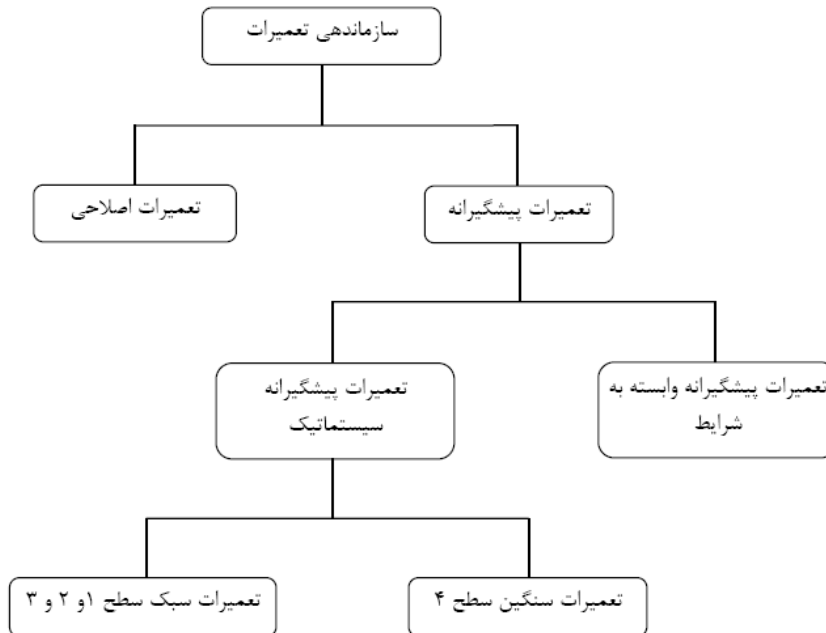 سازماندهی تعمیرات
تعمیرات پیشگیرانه
تعمیرات اصلاحی
تعمیرات پیشگیرانه وابسته به
شرایط
تعمیرات پیشگیرانه
سیستماتیک
تعمیرات سنگین سطح ۴
تعمیرات سبک سطح ۱و ۲ و ۳